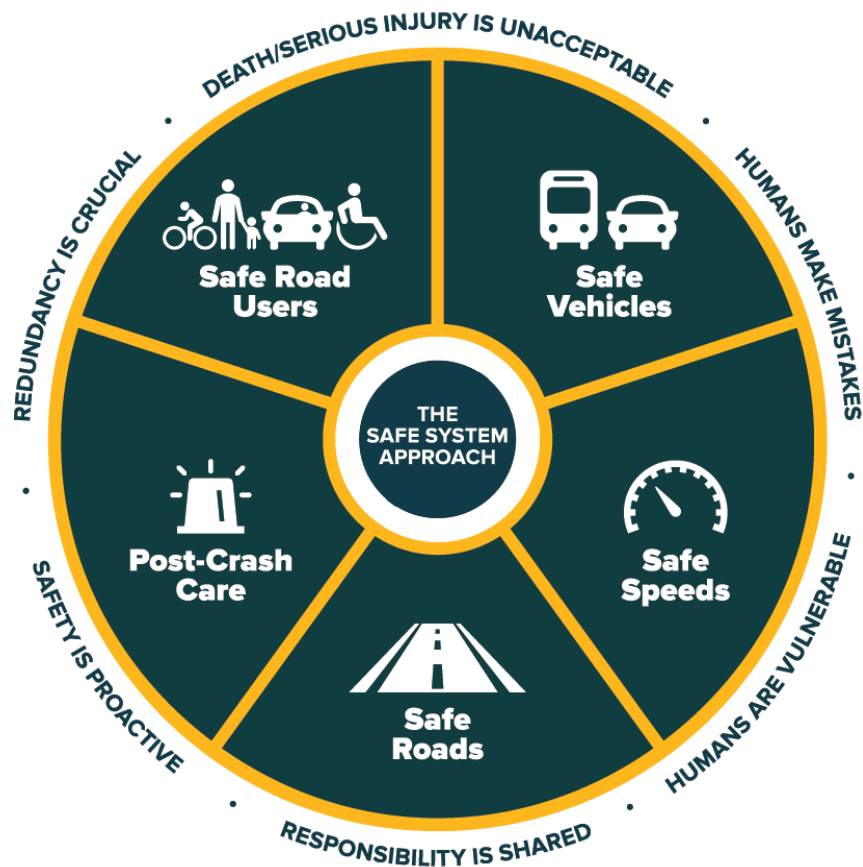 DEATH/SERIOUS INJURY IS UNACCEPTABLE
HUMANS MAKE MISTAKES
HUMANS ARE VULNERABLE
RESPONSIBILITY IS SHARED
SAFETY IS PROACTIVE
REDUNDANCY IS CRUCIAL
Safe Road
Users
Safe
Vehicles
Safe
Speeds
Safe
Roads
Post-Crash
Care
THE
SAFE SYSTEM
APPROACH